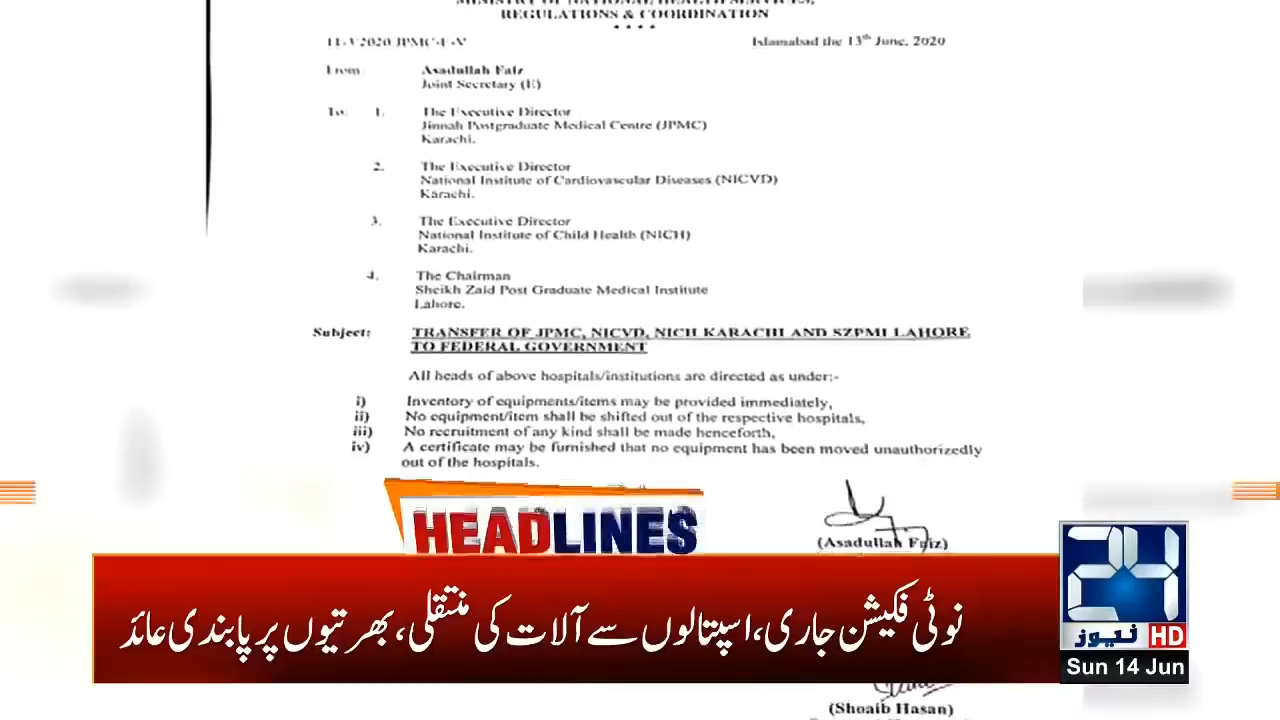 MINISTRY OF NATIONAL HEALTH SERVICES,
REGULATIONS & COORDINATION
****
Islamabad the 13th June, 2020
From Asadullah Faiz
Joint Secretary (E)
To: 1. The Executive Director
Jinnah Postgraduate Medical Centre (JPMC)
Karachi.
2. The Executive Director
National Institute of Cardiovascular Diseases (NICVD)
Karachi.
3. The Executive Director
National Institute of Child Health (NICH)
Karachi.
4. The Chairman
Sheikh Zaid Post Graduate Medical Institute
Lahore.
Subject: TRANSFER OF JPMC, NICVD, NICH KARACHI AND SZPMI LAHORE
TO FEDERAL GOVERNMENT
All heads of above hospitals/institutions are directed as under:-
i) Inventory of equipments/items may be provided immediately,
ii) No equipment/item shall be shifted out of the respective hospitals,
iii) No recruitment of any kind shall be made henceforth,
iv) A certificate may be furnished that no equipment has been moved unauthorizedly
out of the hospitals.
(Asadullah Faiz)
HEADLINES
نوٹی فکیشن جاری، اسپتالوں سے آلات کی منتقلی، بھرتیوں پر پابندی عائد
24
نیوز HD
Sun 14 Jun
(Shoaib Hasan)